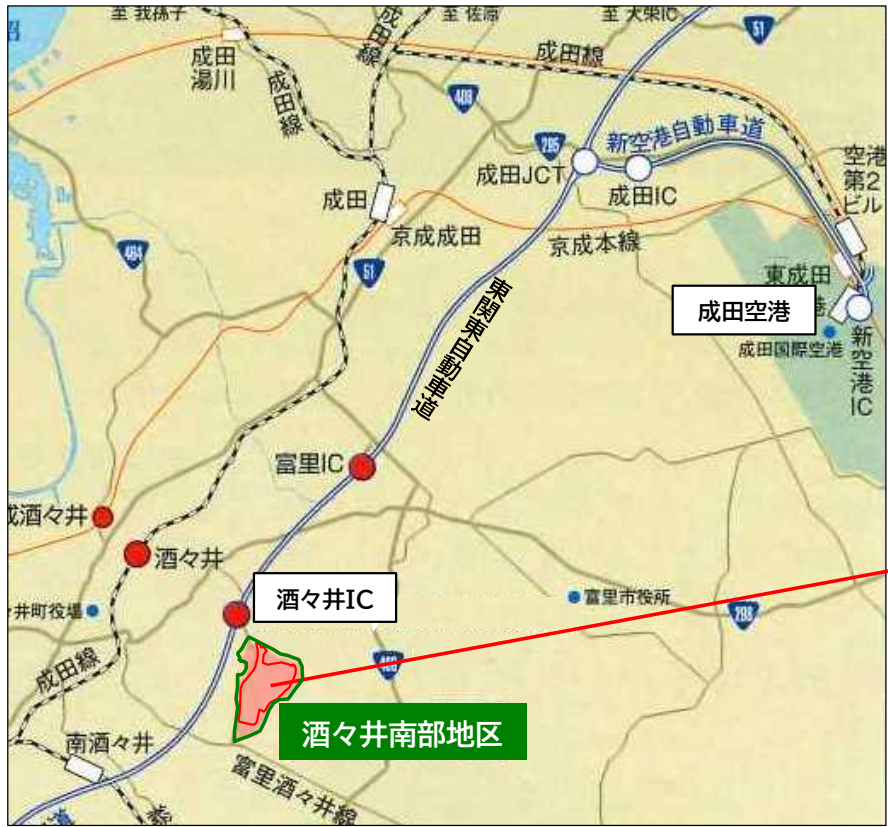 至 我孫子
成田線
至 佐原
至 大栄IC
51
成田湯川
成田線
成田線
408
295
新空港自動車道
成田JCT
成田IC
空港第2ビル
成田
京成成田
京成本線
464
51
東関東自動車道
東成田
成田空港
港
成田国際空港
新空港IC
富里IC
成酒々井
酒々井
酒々井IC
富里市役所
々井町役場
409
成田線
酒々井南部地区
南酒々井
富里酒々井線
総
道